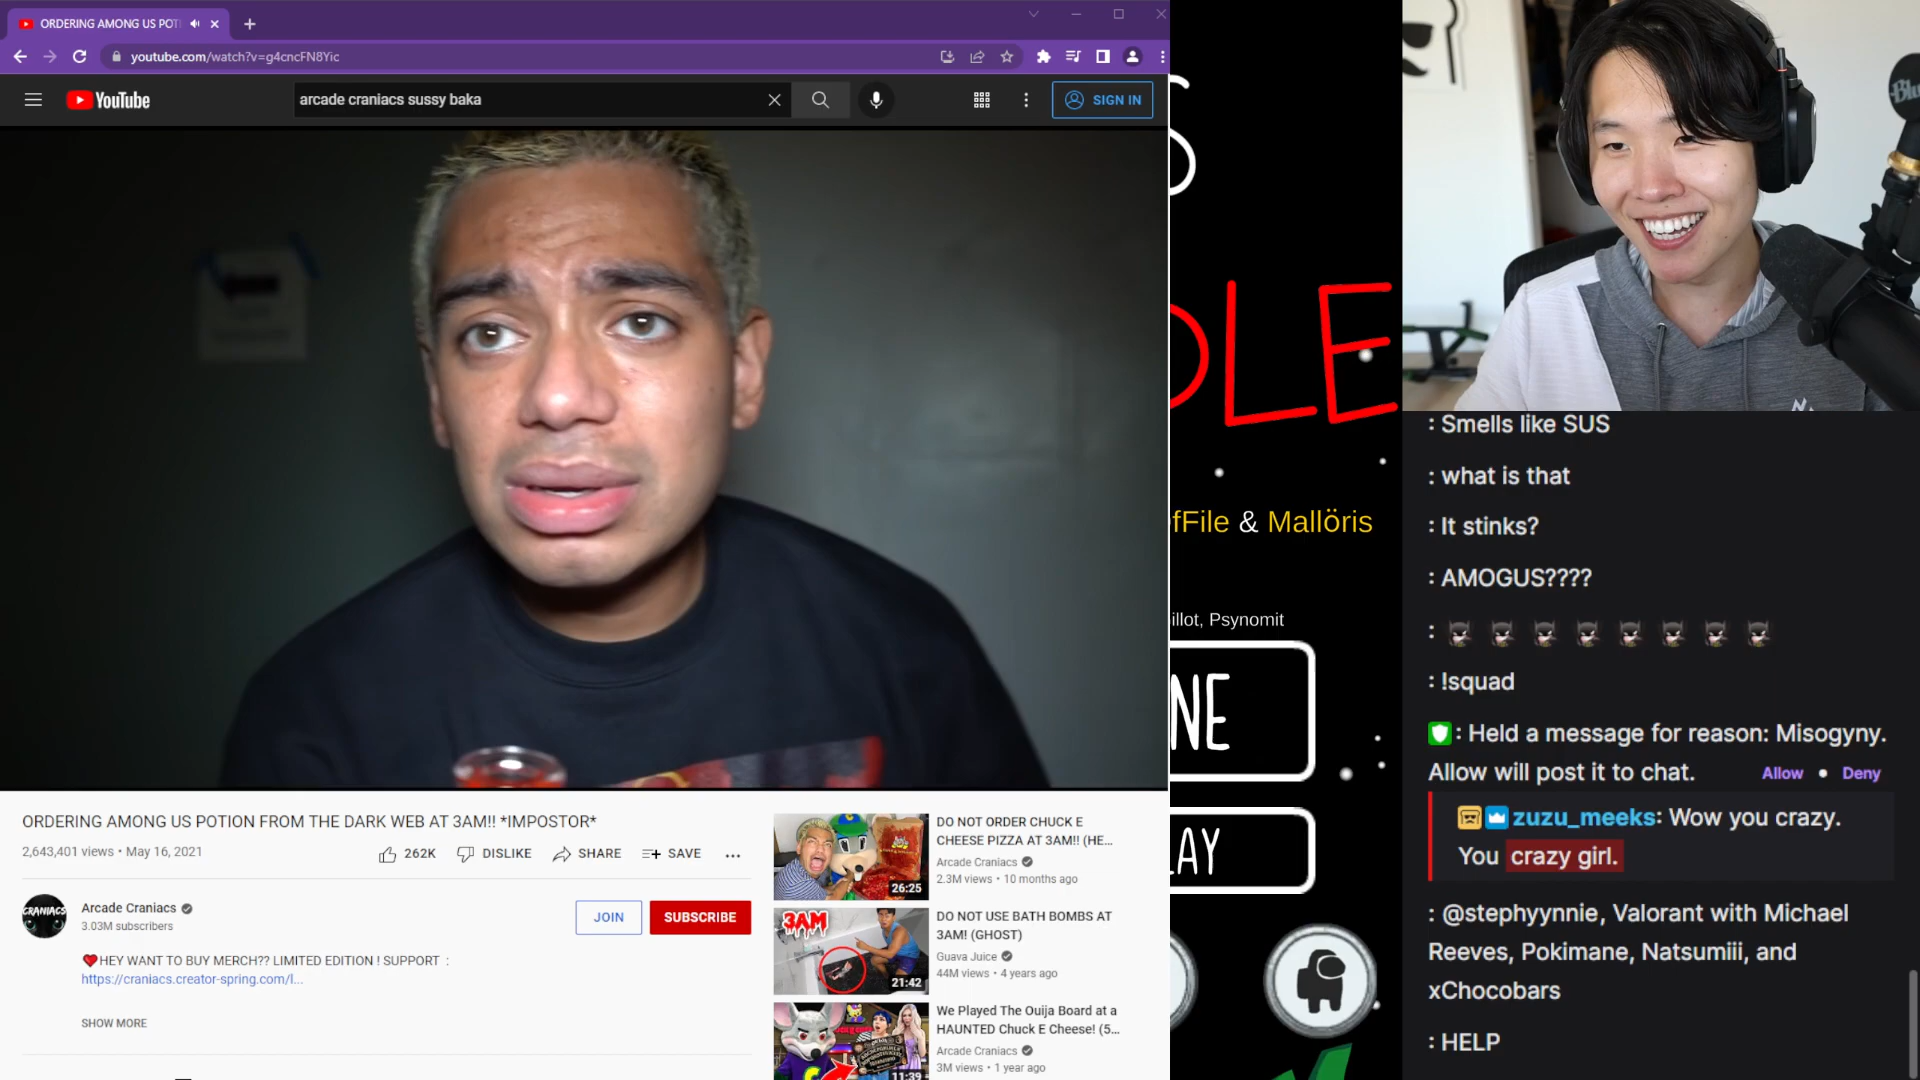 ORDERING AMONG US POT
youtube.com/watch?v=g4cncFN8Yic
YouTube
arcade craniacs sussy baka
SIGN IN
S
OLE
fFile & Mallöris
illot, Psynomit
NE
LAY
: Smells like SUS
: what is that
: It stinks?
: AMOGUS????
:
: !squad
: Held a message for reason: Misogyny.
Allow will post it to chat. Allow • Deny
zuzu_meeks: Wow you crazy.
You crazy girl.
: @stephyynnie, Valorant with Michael
Reeves, Pokimane, Natsumiii, and
xChocobars
: HELP
ORDERING AMONG US POTION FROM THE DARK WEB AT 3AM!! *IMPOSTOR*
2,643,401 views • May 16, 2021
262K DISLIKE SHARE SAVE ...
CRANIACS
Arcade Craniacs
3.03M subscribers
JOIN SUBSCRIBE
HEY WANT TO BUY MERCH?? LIMITED EDITION ! SUPPORT :
https://craniacs.creator-spring.com/l...
SHOW MORE
26:25
DO NOT ORDER CHUCK E
CHEESE PIZZA AT 3AM!! (HE...
Arcade Craniacs
2.3M views • 10 months ago
3AM
21:42
DO NOT USE BATH BOMBS AT
3AM! (GHOST)
Guava Juice
44M views • 4 years ago
11:39
We Played The Ouija Board at a
HAUNTED Chuck E Cheese! (5...
Arcade Craniacs
3M views • 1 year ago